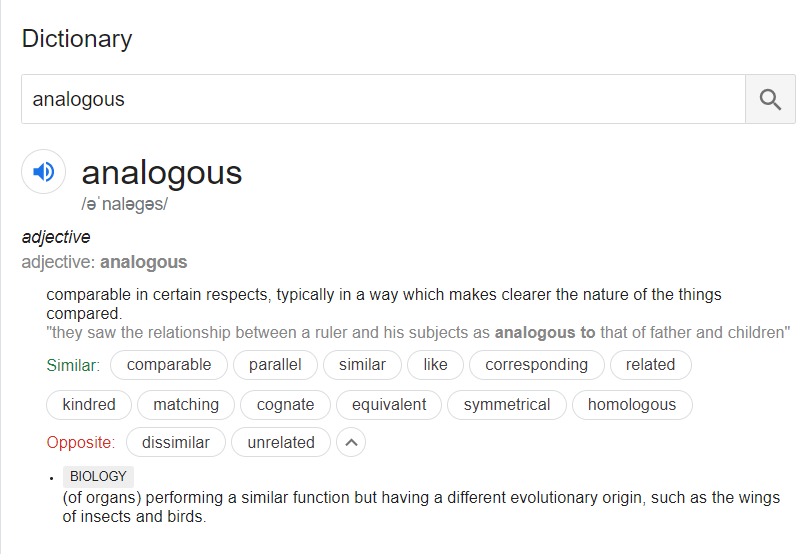 Dictionary
analogous
analogous
/əˈnaləɡəs/
adjective
adjective: analogous
comparable in certain respects, typically in a way which makes clearer the nature of the things
compared.
"they saw the relationship between a ruler and his subjects as analogous to that of father and children"
Similar: comparable parallel similar like corresponding related
kindred matching cognate equivalent symmetrical homologous
Opposite: dissimilar unrelated
• BIOLOGY
(of organs) performing a similar function but having a different evolutionary origin, such as the wings
of insects and birds.